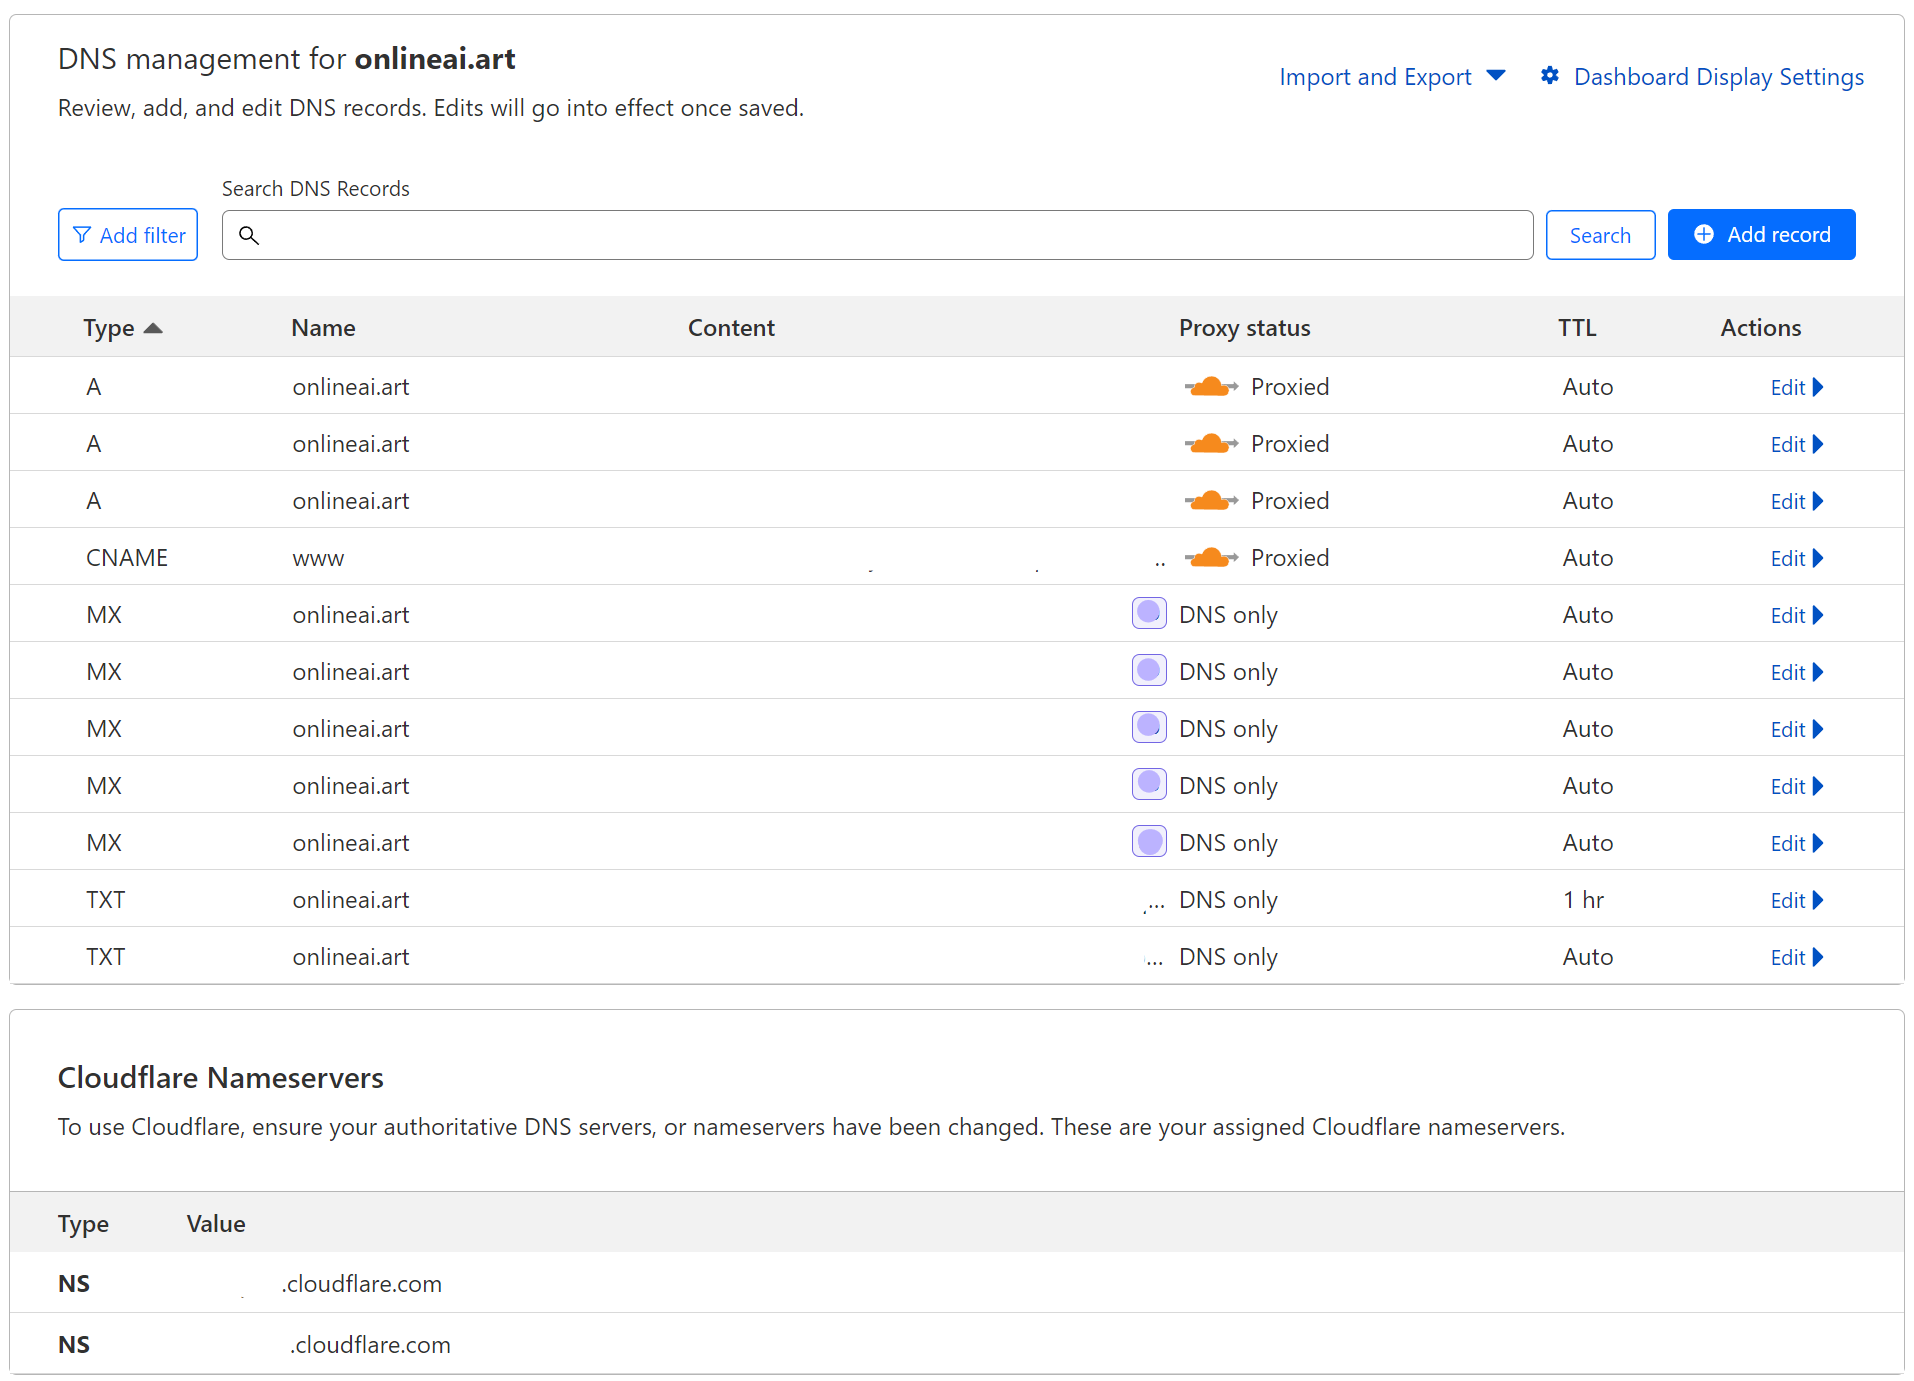 DNS management for onlineai.art
Import and Export
Dashboard Display Settings
Review, add, and edit DNS records. Edits will go into effect once saved.
Search DNS Records
Add filter
Search
Add record
Type Name Content Proxy status TTL Actions
A onlineai.art Proxied Auto Edit
A onlineai.art Proxied Auto Edit
A onlineai.art Proxied Auto Edit
CNAME www .. Proxied Auto Edit
MX onlineai.art DNS only Auto Edit
MX onlineai.art DNS only Auto Edit
MX onlineai.art DNS only Auto Edit
MX onlineai.art DNS only Auto Edit
MX onlineai.art DNS only Auto Edit
TXT onlineai.art ... DNS only 1 hr Edit
TXT onlineai.art ... DNS only Auto Edit
Cloudflare Nameservers
To use Cloudflare, ensure your authoritative DNS servers, or nameservers have been changed. These are your assigned Cloudflare nameservers.
Type Value
NS .cloudflare.com
NS .cloudflare.com